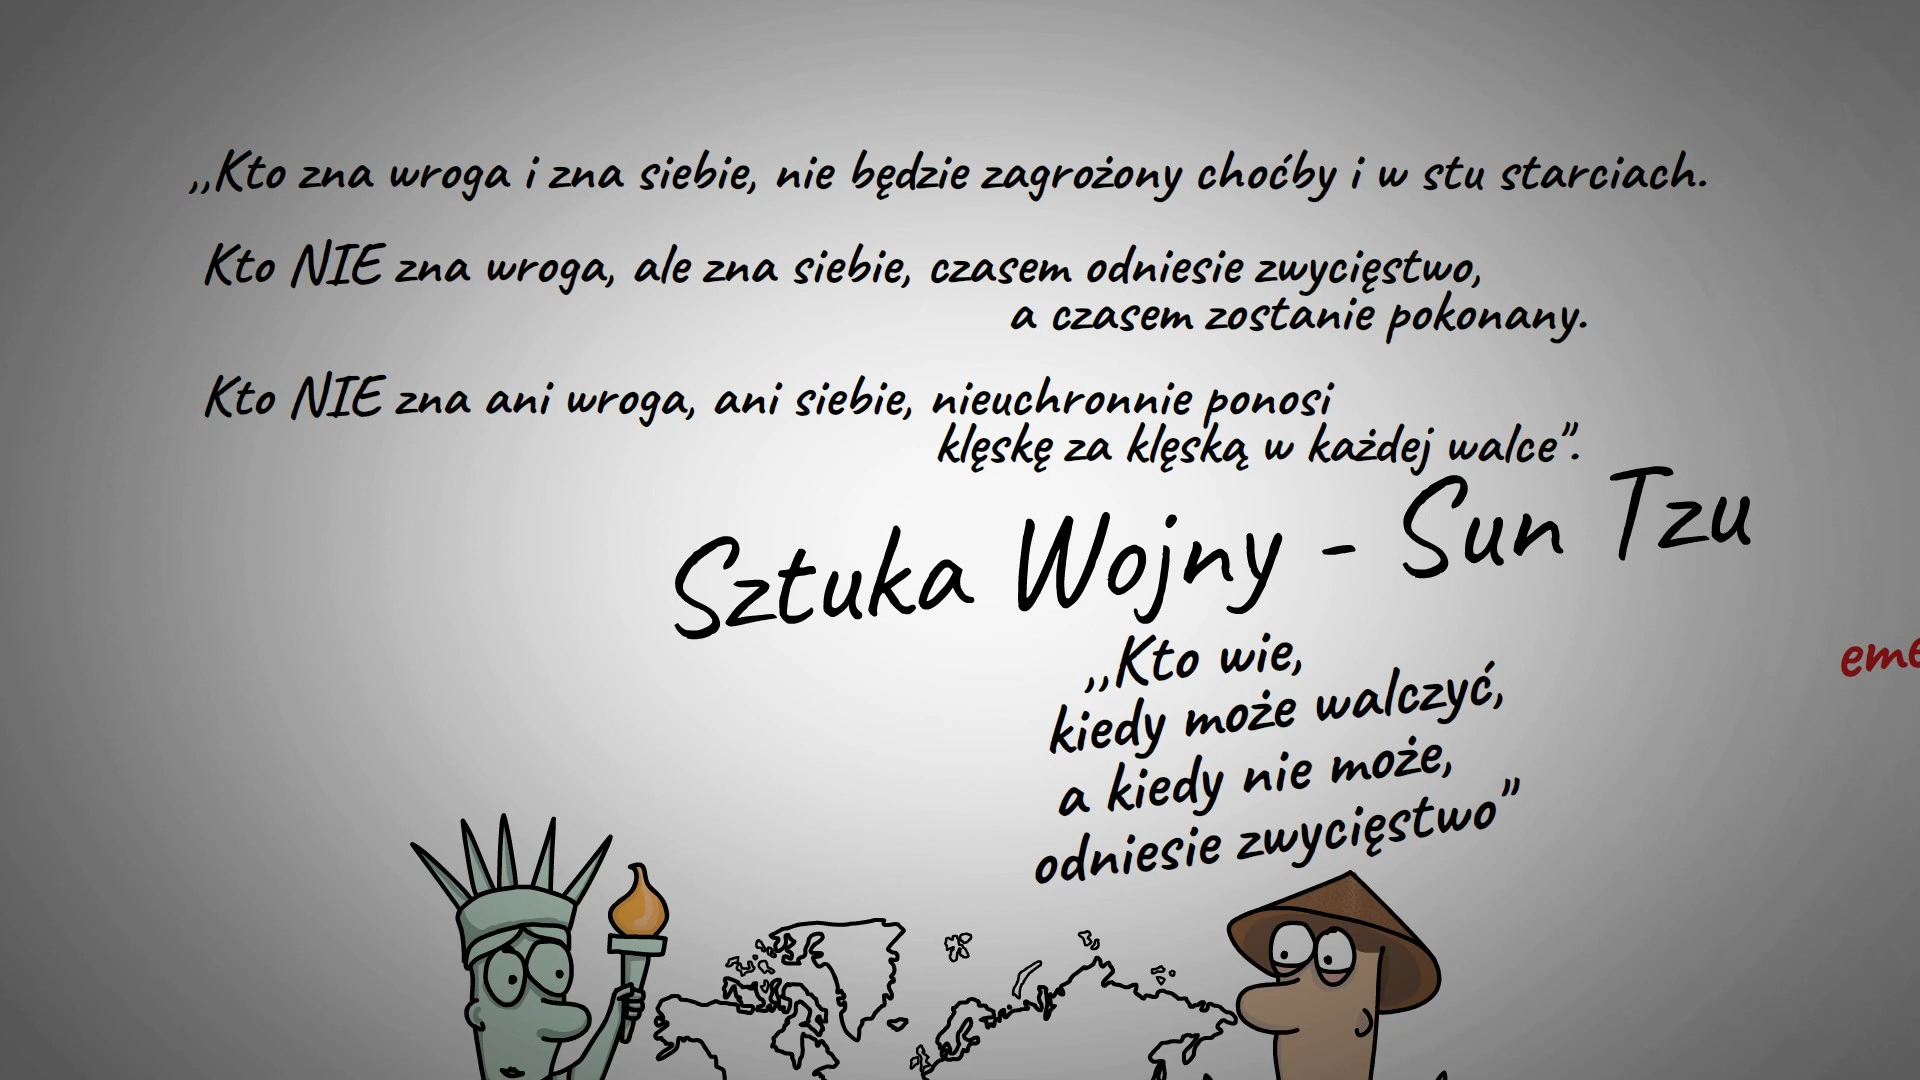 ,,Kto zna wroga i zna siebie, nie będzie zagrożony choćby i w stu starciach.
Kto NIE zna wroga, ale zna siebie, czasem odniesie zwycięstwo,
a czasem zostanie pokonany.
Kto NIE zna ani wroga, ani siebie, nieuchronnie ponosi
klęskę za klęską w każdej walce".
Sztuka Wojny - Sun Tzu
,,Kto wie,
kiedy może walczyć,
a kiedy nie może,
odniesie zwycięstwo"